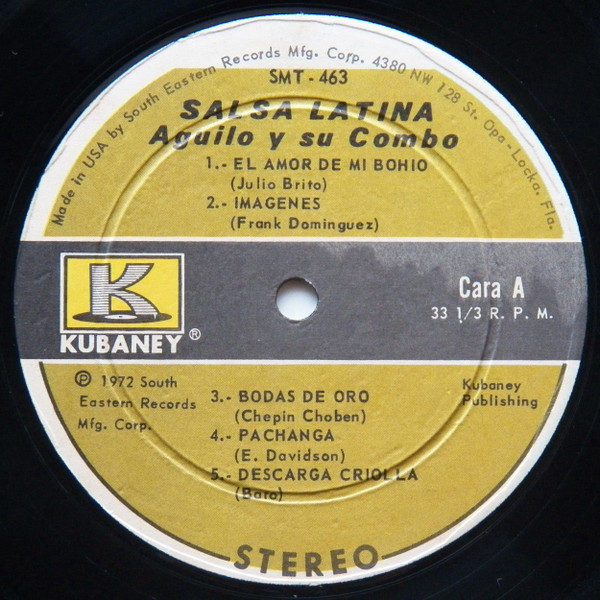 Made in USA by South Eastern Records Mfg. Corp. 4380 NW 128 St. Opa-Locka. Fla.
SMT - 463
SALSA LATINA
Aguilo y su Combo
1.- EL AMOR DE MI BOHIO
(Julio Brito)
2.- IMAGENES
(Frank Dominguez)
K
KUBANEY ®
Cara A
33 1/3 R. P. M.
℗ 1972 South
Eastern Records
Mfg. Corp.
Kubaney
Publishing
3.- BODAS DE ORO
(Chepin Choben)
4.- PACHANGA
(E. Davidson)
5.- DESCARGA CRIOLLA
(Baro)
STEREO